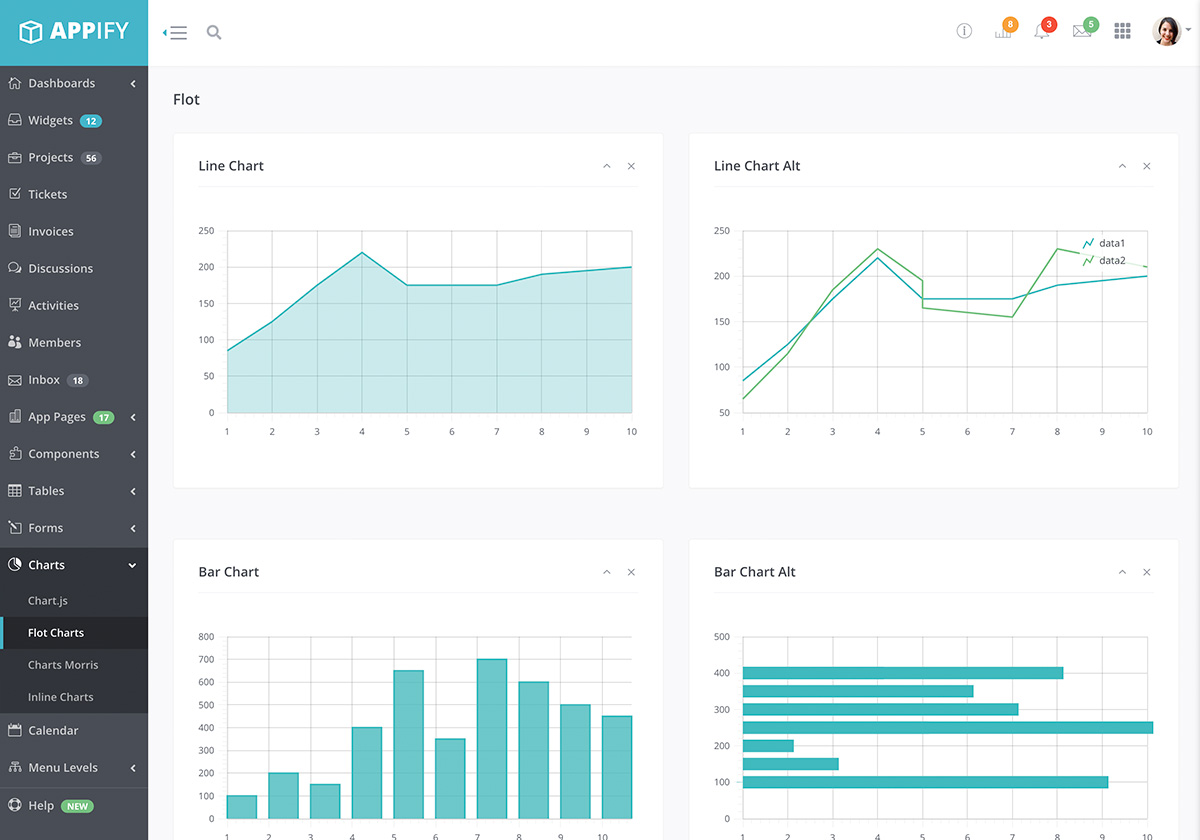 APPIFY
8
3
5
Dashboards
Widgets 12
Projects 56
Tickets
Invoices
Discussions
Activities
Members
Inbox 18
App Pages 17
Components
Tables
Forms
Charts
Chart.js
Flot Charts
Charts Morris
Inline Charts
Calendar
Menu Levels
Help NEW
Flot
Line Chart
250
200
150
100
50
0
1 2 3 4 5 6 7 8 9 10
Line Chart Alt
data1
data2
250
200
150
100
50
1 2 3 4 5 6 7 8 9 10
Bar Chart
800
700
600
500
400
300
200
100
0
1 2 3 4 5 6 7 8 9 10
Bar Chart Alt
500
400
300
200
100
0
1 2 3 4 5 6 7 8 9 10